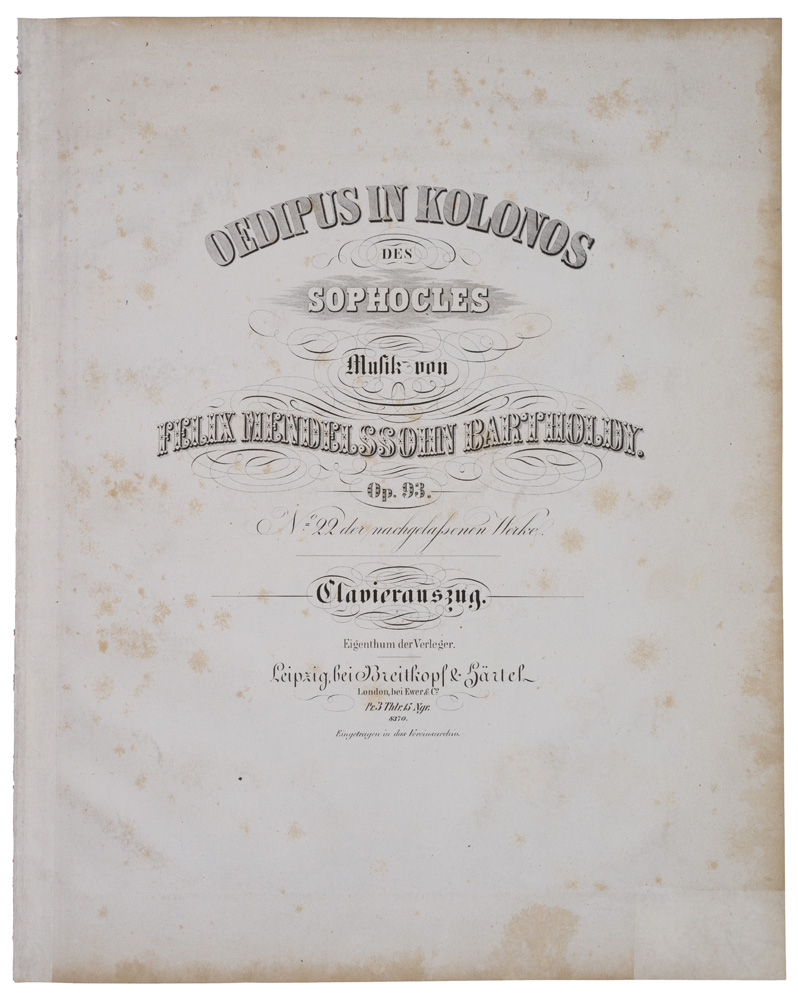 OEDIPUS IN KOLONOS
DES
SOPHOCLES
Musik von
FELIX MENDELSSOHN BARTHOLDY.
Op. 93.
No. 22 der nachgelaßenen Werke.
Clavierauszug.
Eigenthum der Verleger.
Leipzig, bei Breitkopf & Härtel
London, bei Ewer & Co.
Pr. 3 Thlr. 15 Ngr.
8270.
Eingetragen in das Vereinsarchiv.